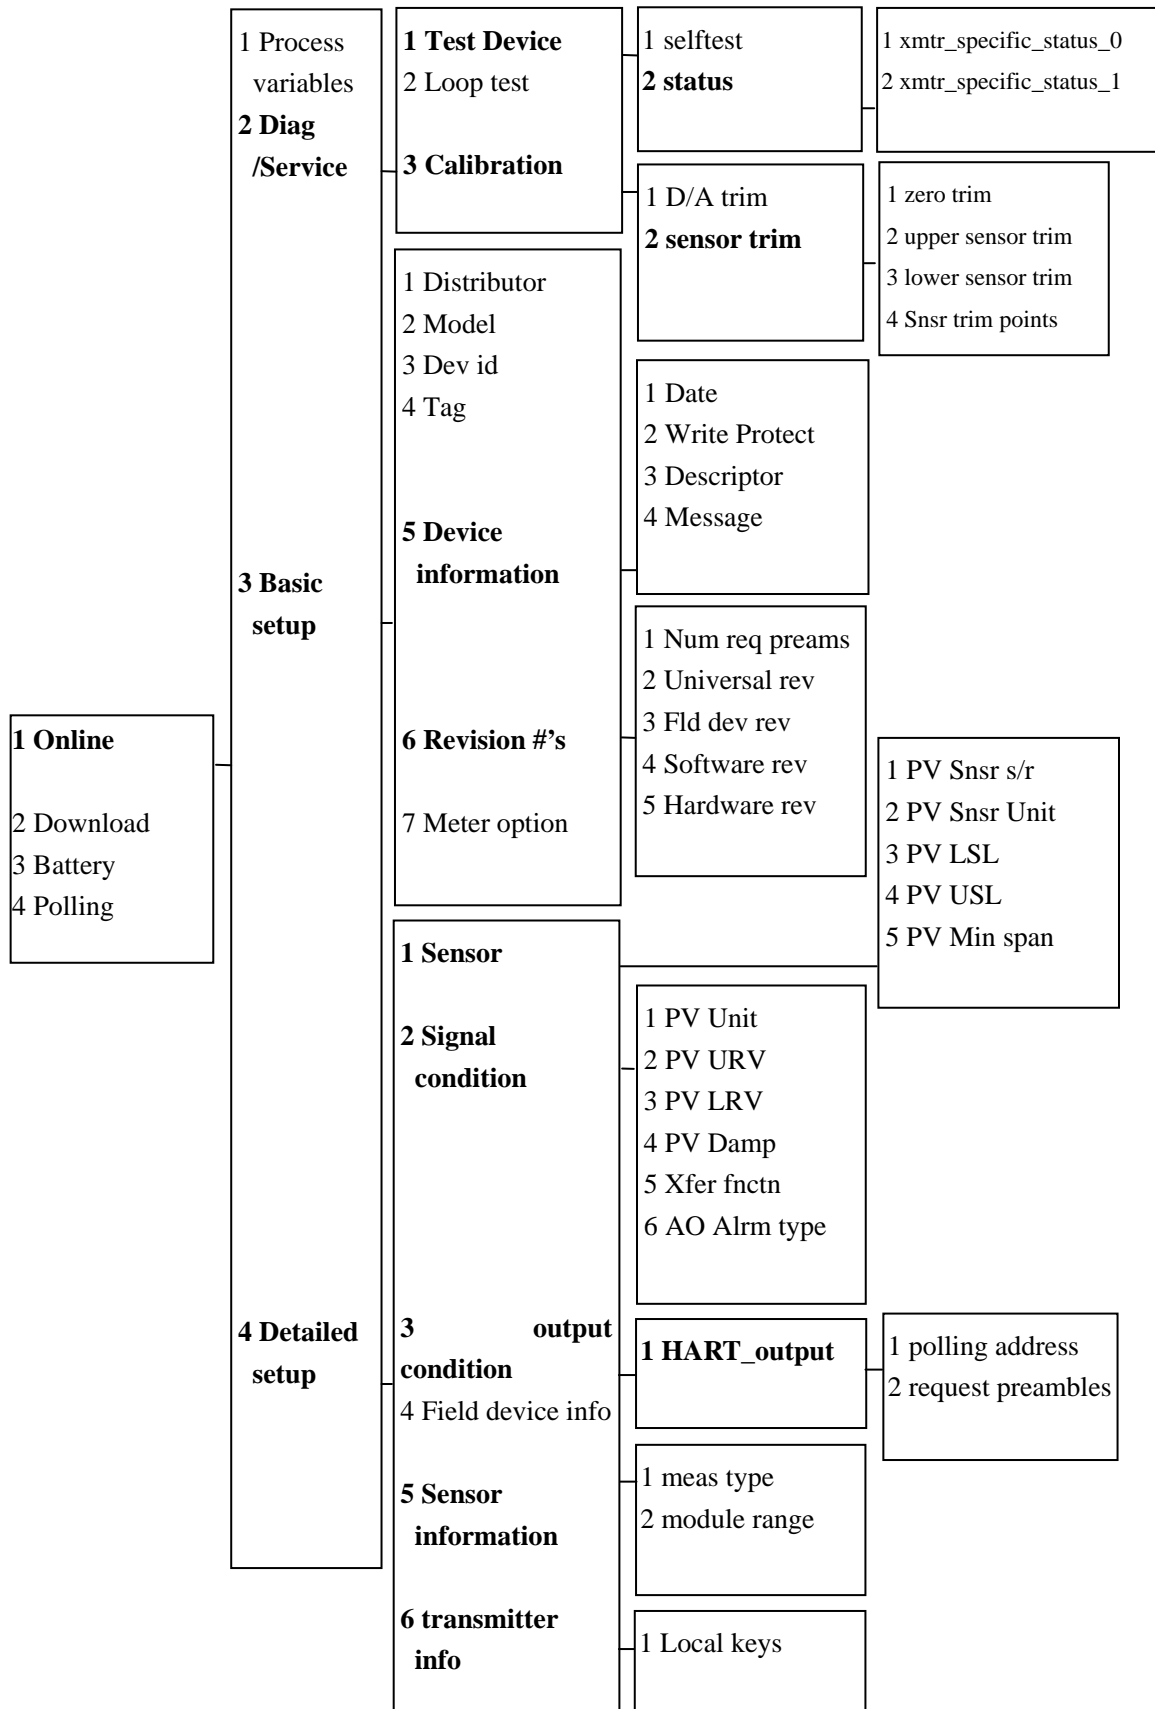 1 Online
2 Download
3 Battery
4 Polling
1 Process
variables
2 Diag
/Service
3 Basic
setup
4 Detailed
setup
1 Test Device
2 Loop test
3 Calibration
1 selftest
2 status
1 xmtr_specific_status_0
2 xmtr_specific_status_1
1 D/A trim
2 sensor trim
1 zero trim
2 upper sensor trim
3 lower sensor trim
4 Snsr trim points
1 Distributor
2 Model
3 Dev id
4 Tag
5 Device
information
6 Revision #’s
7 Meter option
1 Date
2 Write Protect
3 Descriptor
4 Message
1 Num req preams
2 Universal rev
3 Fld dev rev
4 Software rev
5 Hardware rev
1 Sensor
2 Signal
condition
3 output
condition
4 Field device info
5 Sensor
information
6 transmitter
info
1 PV Snsr s/r
2 PV Snsr Unit
3 PV LSL
4 PV USL
5 PV Min span
1 PV Unit
2 PV URV
3 PV LRV
4 PV Damp
5 Xfer fnctn
6 AO Alrm type
1 HART_output
1 polling address
2 request preambles
1 meas type
2 module range
1 Local keys